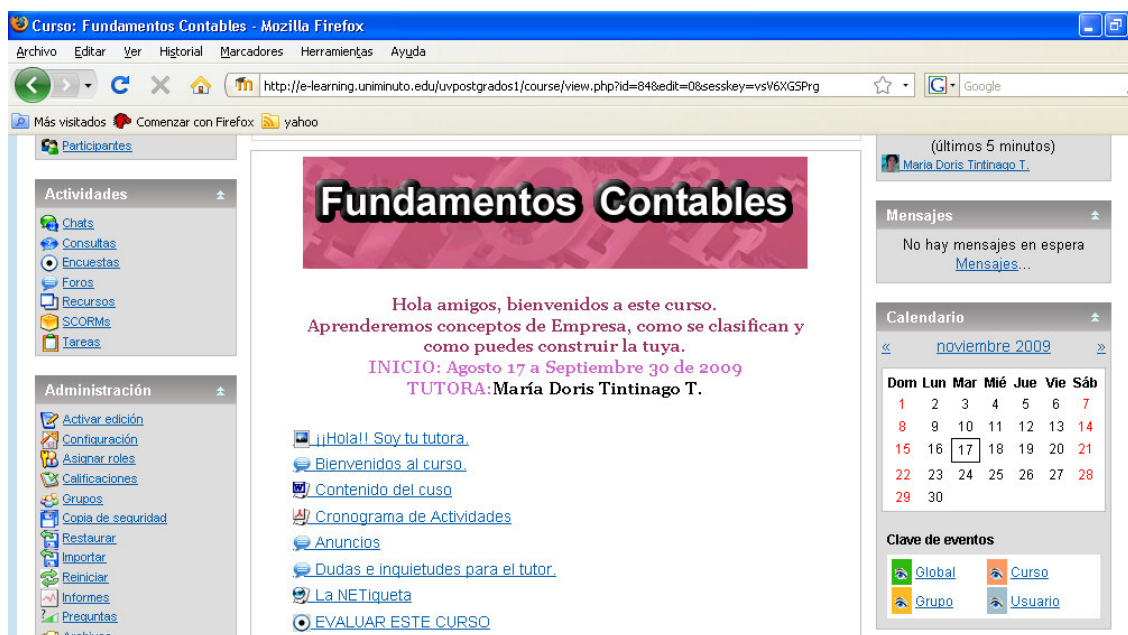 Curso: Fundamentos Contables - Mozilla Firefox
Archivo Editar Ver Historial Marcadores Herramientas Ayuda
http://e-learning.uniminuto.edu/uvpostgrados1/course/view.php?id=84&edit=0&sesskey=vsV6XGSPrg
Google
Más visitados Comenzar con Firefox yahoo
Participantes
Actividades
Chats
Consultas
Encuestas
Foros
Recursos
SCORMs
Tareas
Administración
Activar edición
Configuración
Asignar roles
Calificaciones
Grupos
Copia de seguridad
Restaurar
Importar
Reiniciar
Informes
Preguntas
Fundamentos Contables
Hola amigos, bienvenidos a este curso.
Aprenderemos conceptos de Empresa, como se clasifican y
como puedes construir la tuya.
INICIO: Agosto 17 a Septiembre 30 de 2009
TUTORA:María Doris Tintinago T.
¡¡Hola!! Soy tu tutora.
Bienvenidos al curso.
Contenido del cuso
Cronograma de Actividades
Anuncios
Dudas e inquietudes para el tutor.
La NETiqueta
EVALUAR ESTE CURSO
(últimos 5 minutos)
Maria Doris Tintinago T.
Mensajes
No hay mensajes en espera
Mensajes...
Calendario
« noviembre 2009 »
Dom Lun Mar Mié Jue Vie Sáb
1 2 3 4 5 6 7
8 9 10 11 12 13 14
15 16 17 18 19 20 21
22 23 24 25 26 27 28
29 30
Clave de eventos
Global Curso
Grupo Usuario